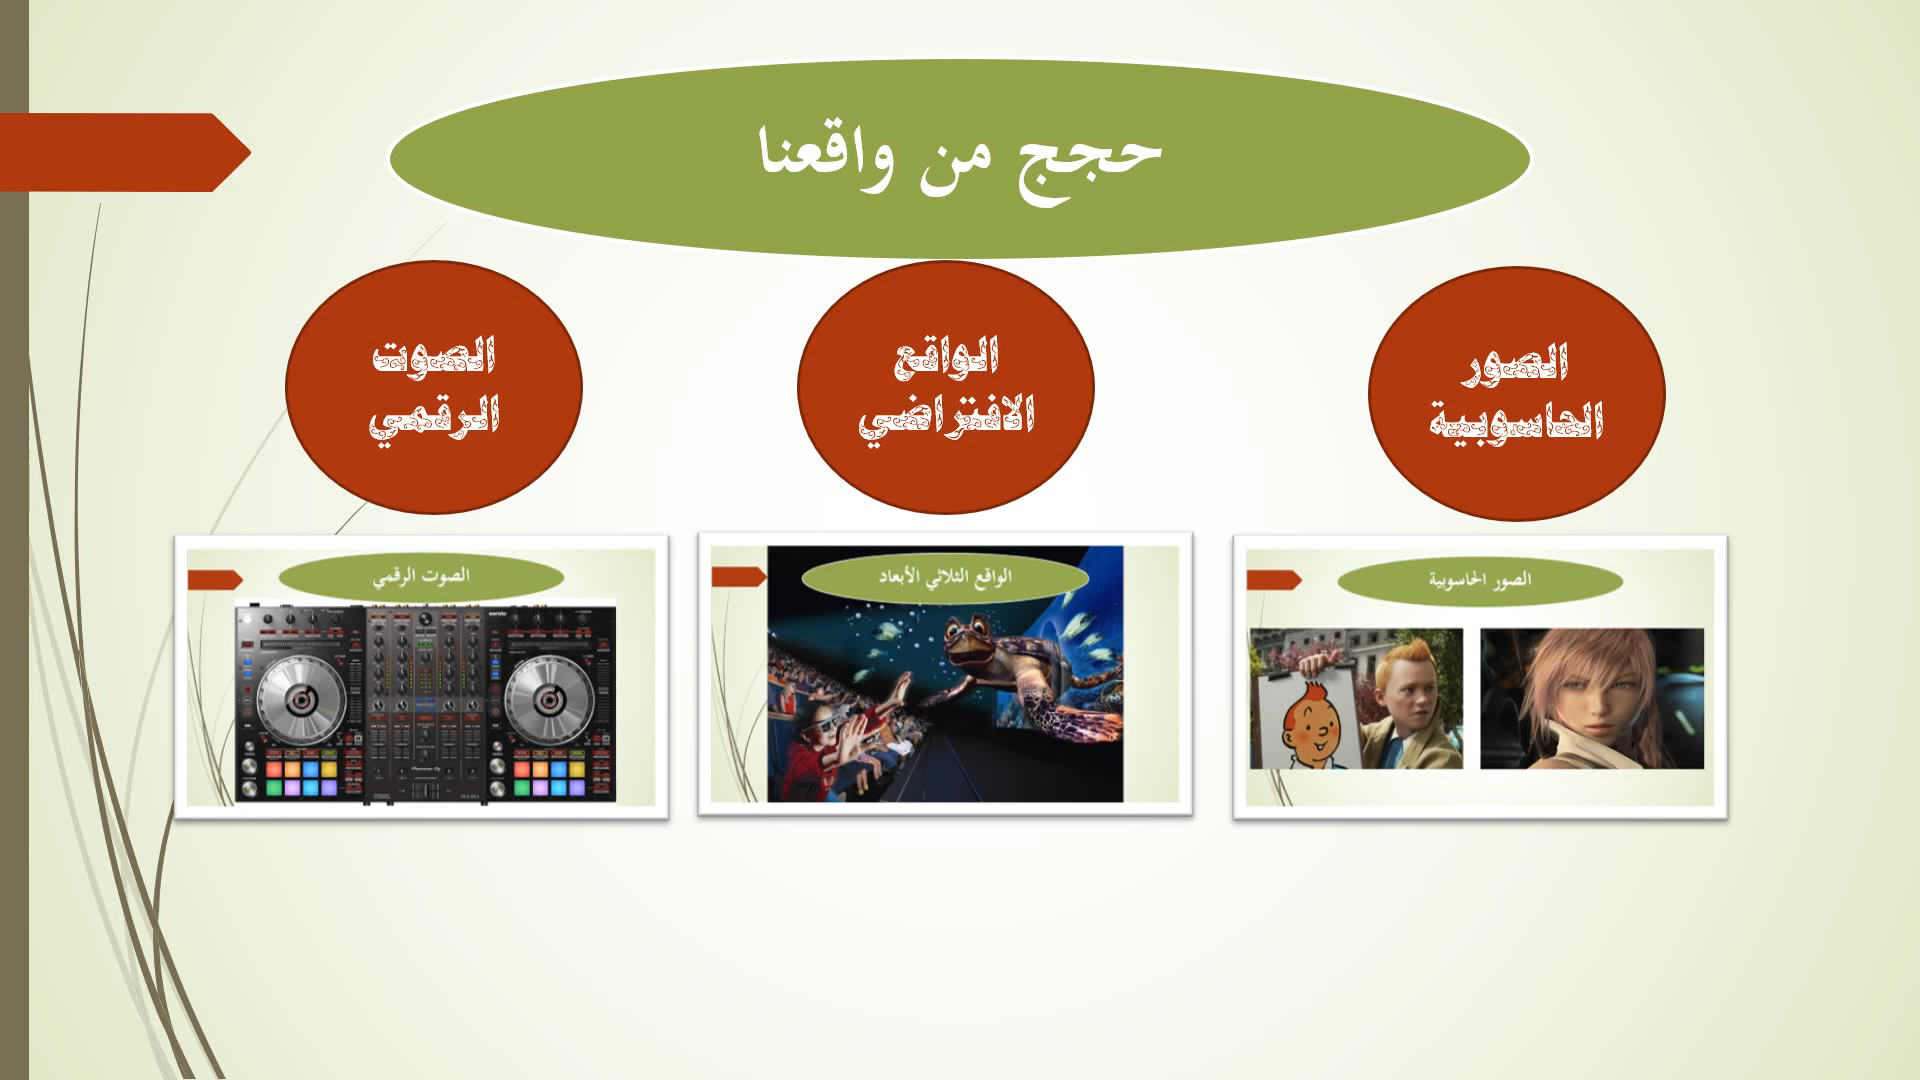 حجج من واقعنا
الصور
الحاسوبية
الواقع
الافتراضي
الصوت
الرقمي
الصور الحاسوبية
الواقع الثلاثي الأبعاد
الصوت الرقمي